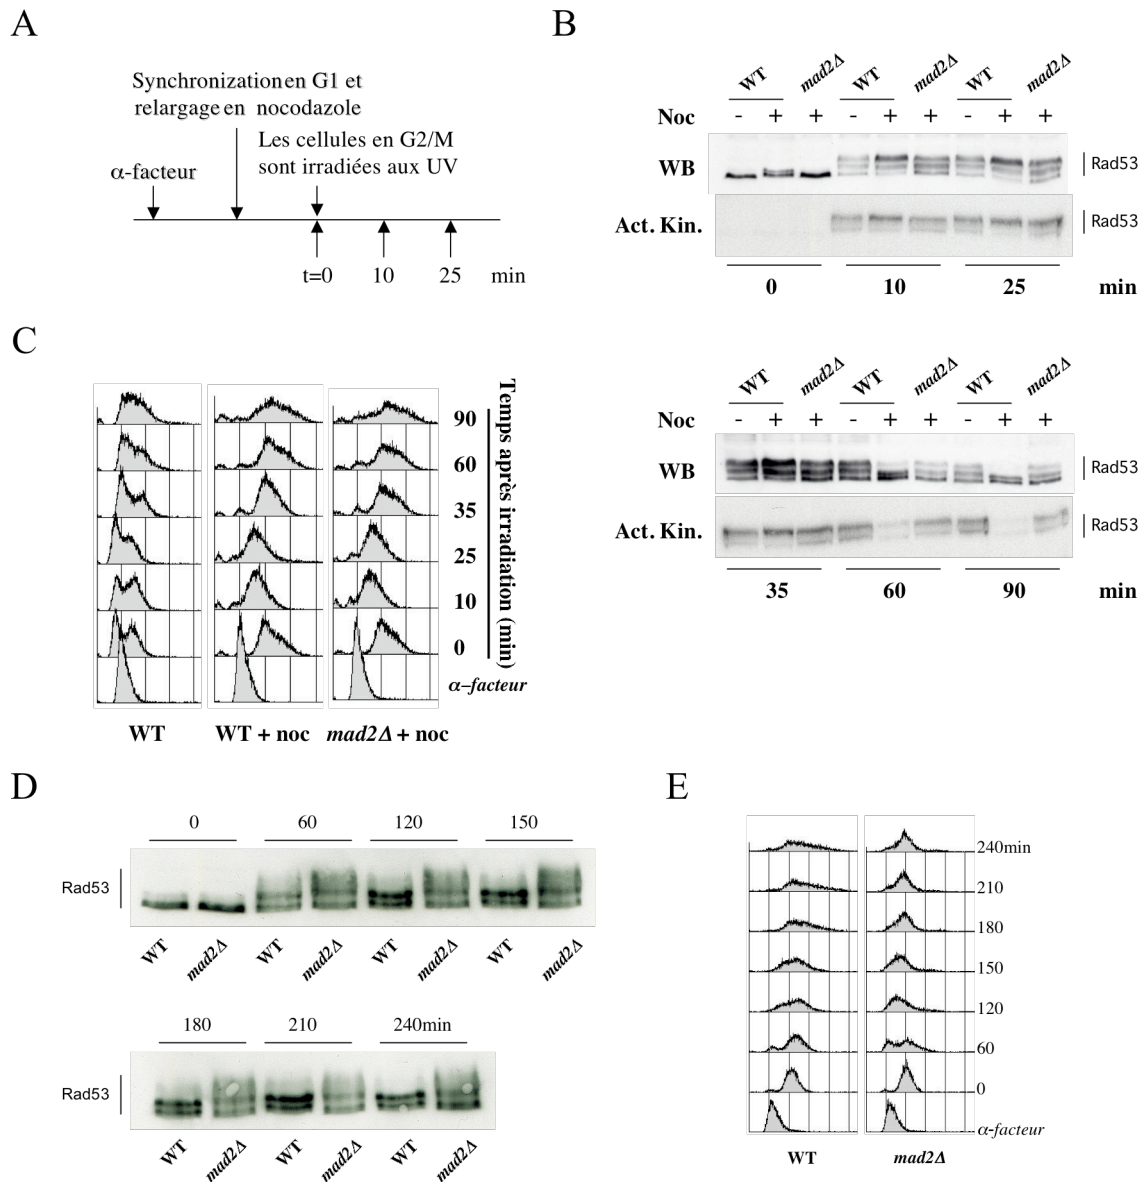 A
Synchronization en G1 et
relargage en nocodazole
Les cellules en G2/M
sont irradiées aux UV
α-facteur
t=0 10 25 min
B
WT mad2Δ WT mad2Δ WT mad2Δ
Noc - + + - + + - + +
WB Rad53
Act. Kin. Rad53
0 10 25 min
WT mad2Δ WT mad2Δ WT mad2Δ
Noc - + + - + + - + +
WB Rad53
Act. Kin. Rad53
35 60 90 min
C
90
60
35
25
10
0
α-facteur
Temps après irradiation (min)
WT WT + noc mad2Δ + noc
D
0 60 120 150
Rad53
WT mad2Δ WT mad2Δ WT mad2Δ WT mad2Δ
180 210 240min
Rad53
WT mad2Δ WT mad2Δ WT mad2Δ
E
240min
210
180
150
120
60
0
α-facteur
WT mad2Δ